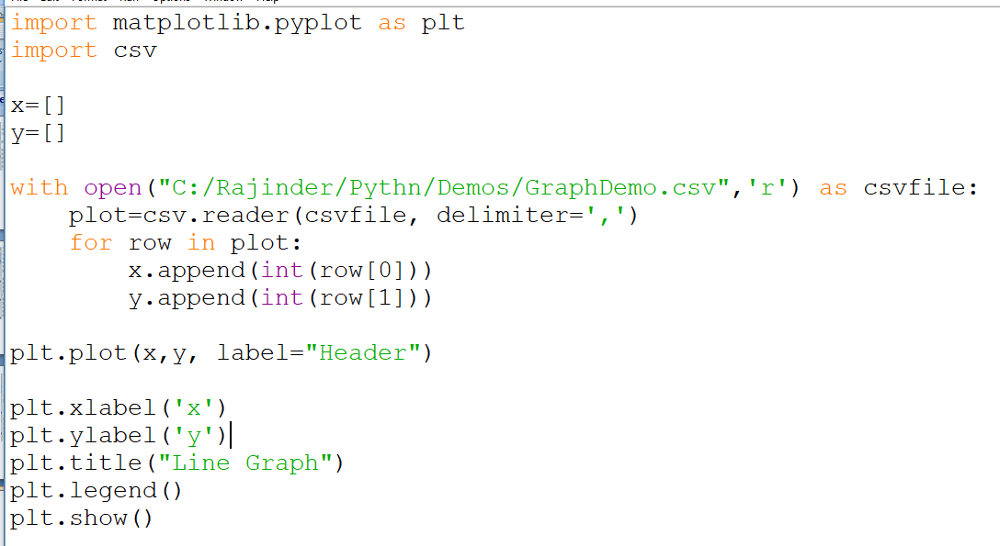 import matplotlib.pyplot as plt
import csv

x=[]
y=[]

with open("C:/Rajinder/Pythn/Demos/GraphDemo.csv",'r') as csvfile:
    plot=csv.reader(csvfile, delimiter=',')
    for row in plot:
        x.append(int(row[0]))
        y.append(int(row[1]))

plt.plot(x,y, label="Header")

plt.xlabel('x')
plt.ylabel('y')
plt.title("Line Graph")
plt.legend()
plt.show()